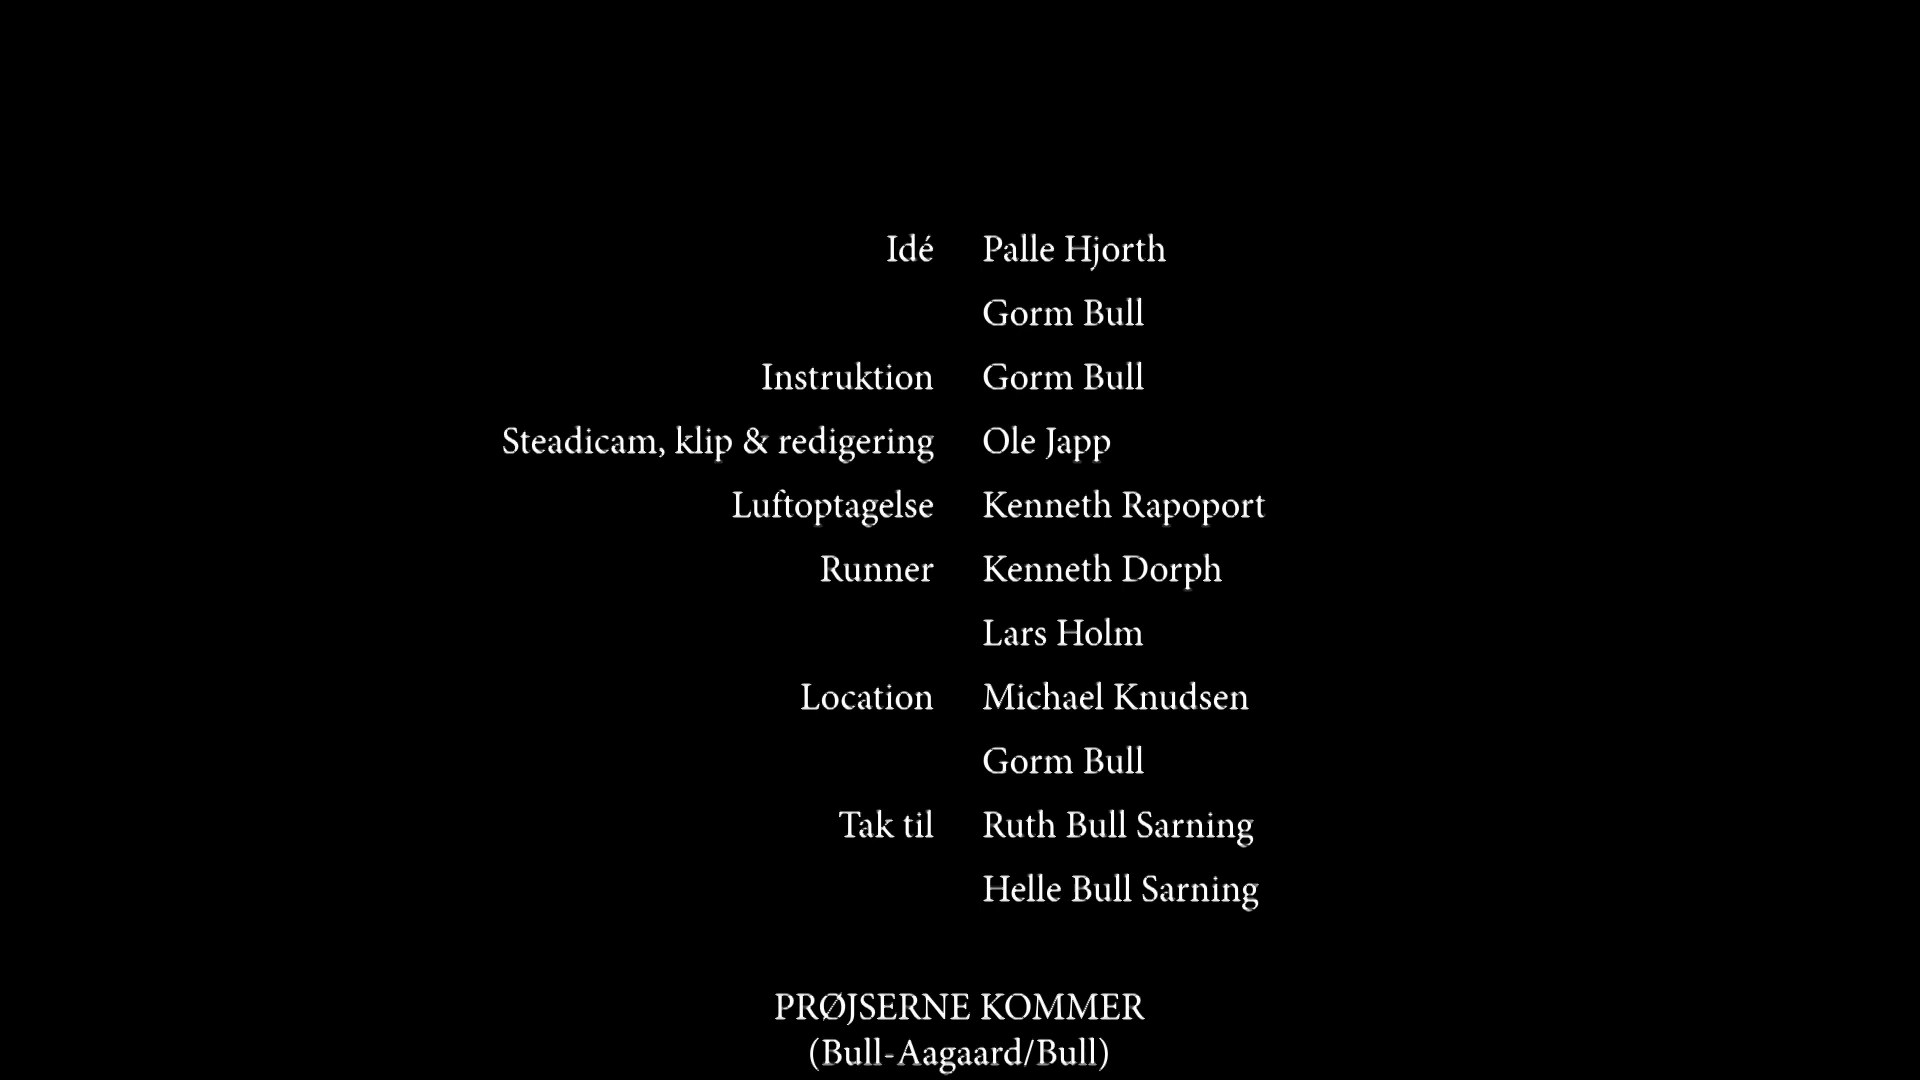 Idé Palle Hjorth
Gorm Bull
Instruktion Gorm Bull
Steadicam, klip & redigering Ole Japp
Luftoptagelse Kenneth Rapoport
Runner Kenneth Dorph
Lars Holm
Location Michael Knudsen
Gorm Bull
Tak til Ruth Bull Sarning
Helle Bull Sarning
PRØJSERNE KOMMER
(Bull-Aagaard/Bull)